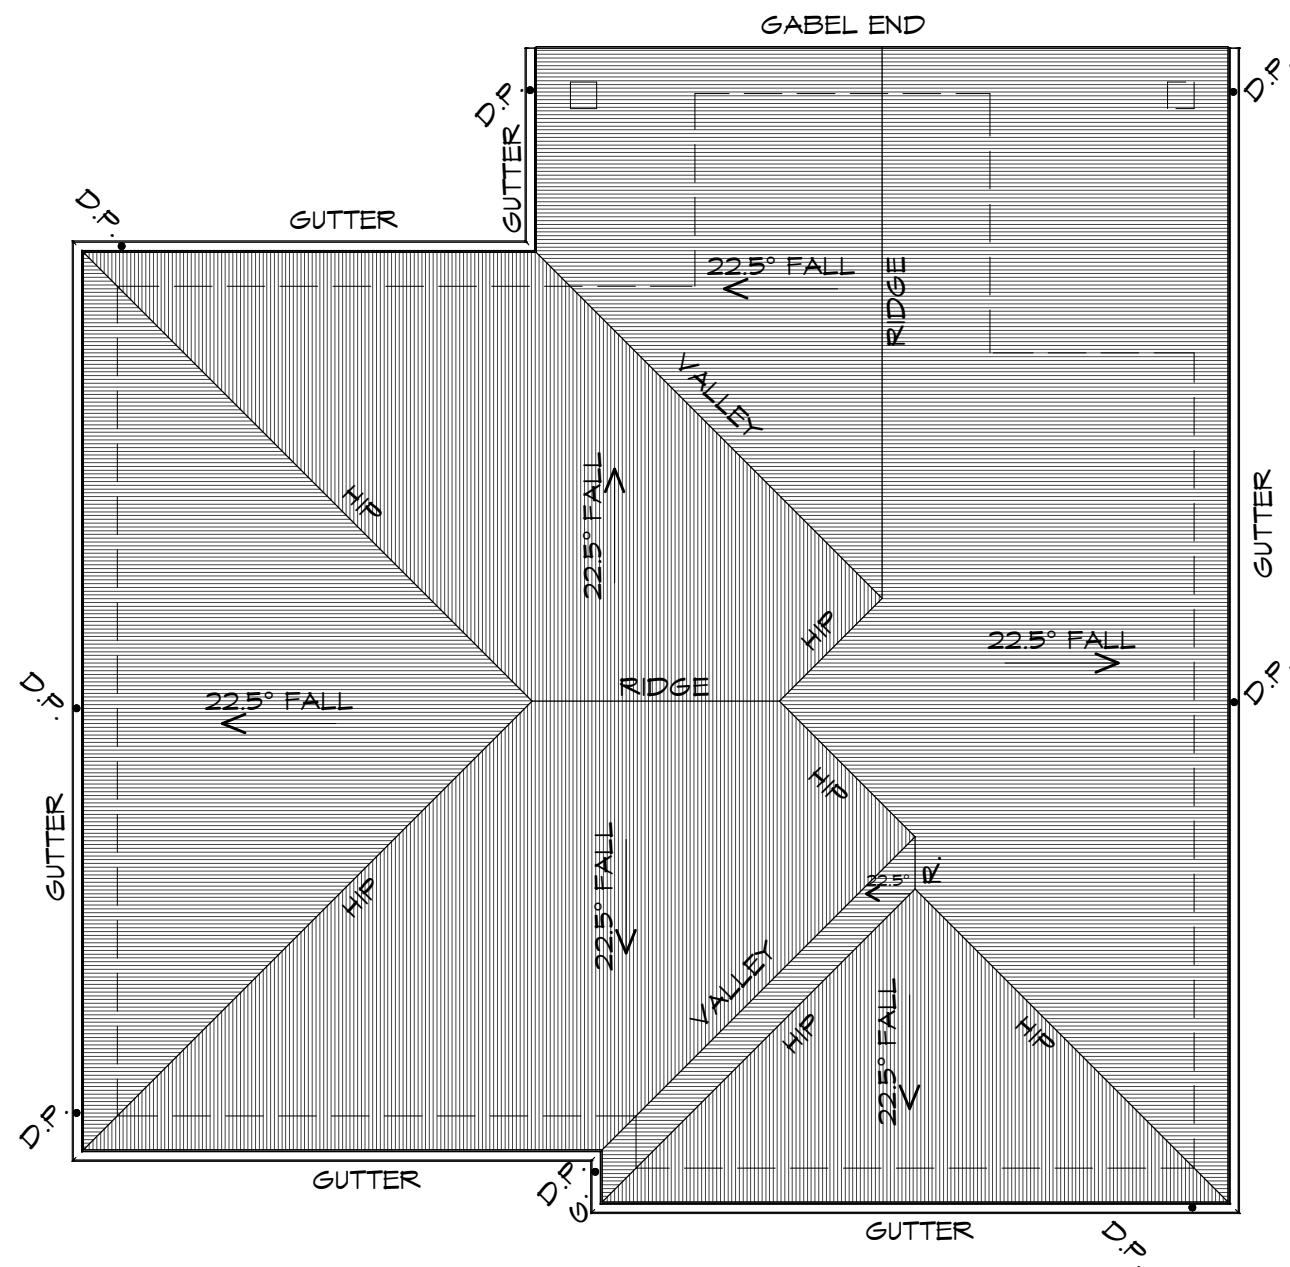 GABEL END
D.P.
D.P.
GUTTER
D.P.
GUTTER
22.5° FALL
RIDGE
VALLEY
HIP
22.5° FALL
GUTTER
HIP
22.5° FALL
RIDGE
D.P.
22.5° FALL
D.P.
HIP
GUTTER
22.5° FALL
22.5°
R.
HIP
VALLEY
HIP
22.5° FALL
HIP
D.P.
GUTTER
D.P.
G.
GUTTER
D.P.